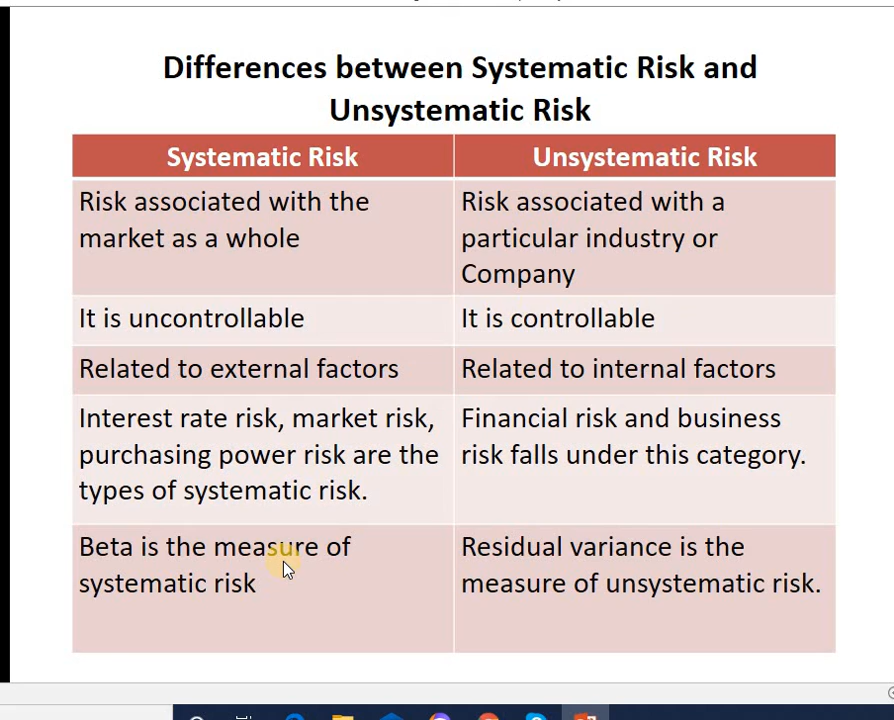 Differences between Systematic Risk and
Unsystematic Risk
Systematic Risk
Unsystematic Risk
Risk associated with the
market as a whole
Risk associated with a
particular industry or
Company
It is uncontrollable
It is controllable
Related to external factors
Related to internal factors
Interest rate risk, market risk,
purchasing power risk are the
types of systematic risk.
Financial risk and business
risk falls under this category.
Beta is the measure of
systematic risk
Residual variance is the
measure of unsystematic risk.